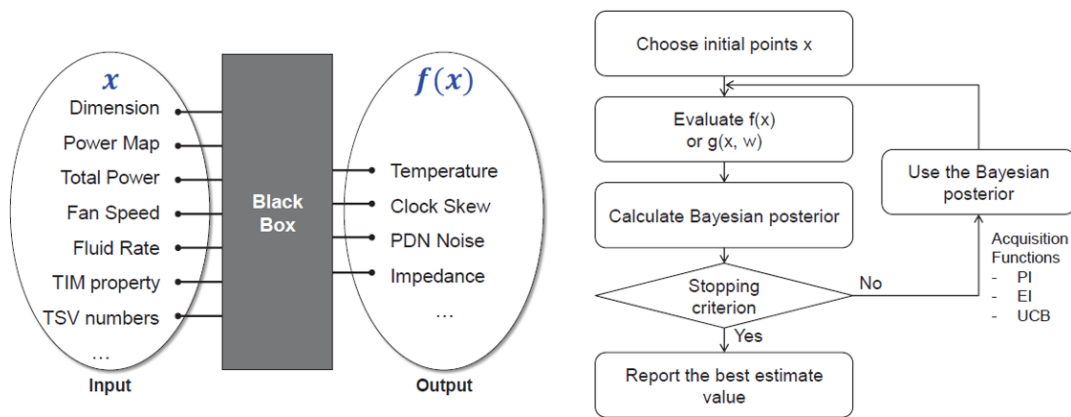 x
Dimension
Power Map
Total Power
Fan Speed
Fluid Rate
TIM property
TSV numbers
...
Input
Black
Box
f(x)
Temperature
Clock Skew
PDN Noise
Impedance
...
Output
Choose initial points x
Evaluate f(x)
or g(x, w)
Calculate Bayesian posterior
Stopping
criterion
No
Yes
Report the best estimate
value
Use the Bayesian
posterior
Acquisition
Functions
- PI
- EI
- UCB